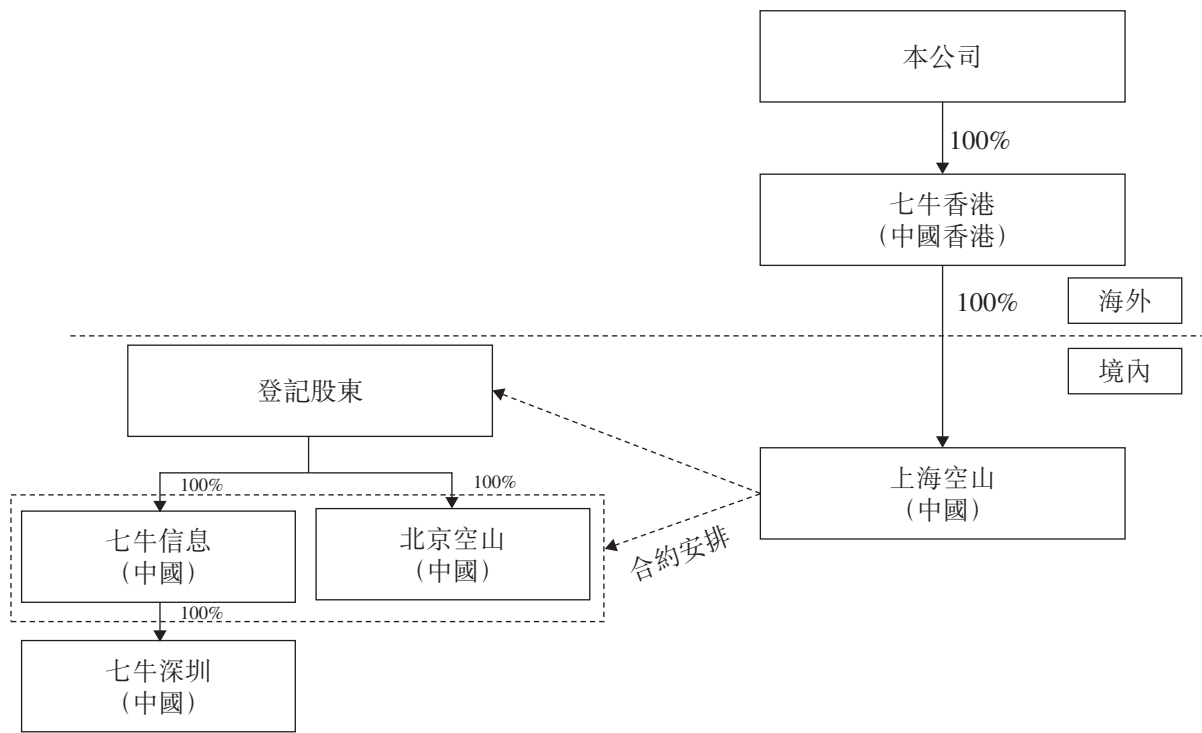 本公司
100%
七牛香港
（中國香港）
100%
海外
境內
登記股東
上海空山
（中國）
100%
100%
七牛信息
（中國）
北京空山
（中國）
合約安排
100%
七牛深圳
（中國）